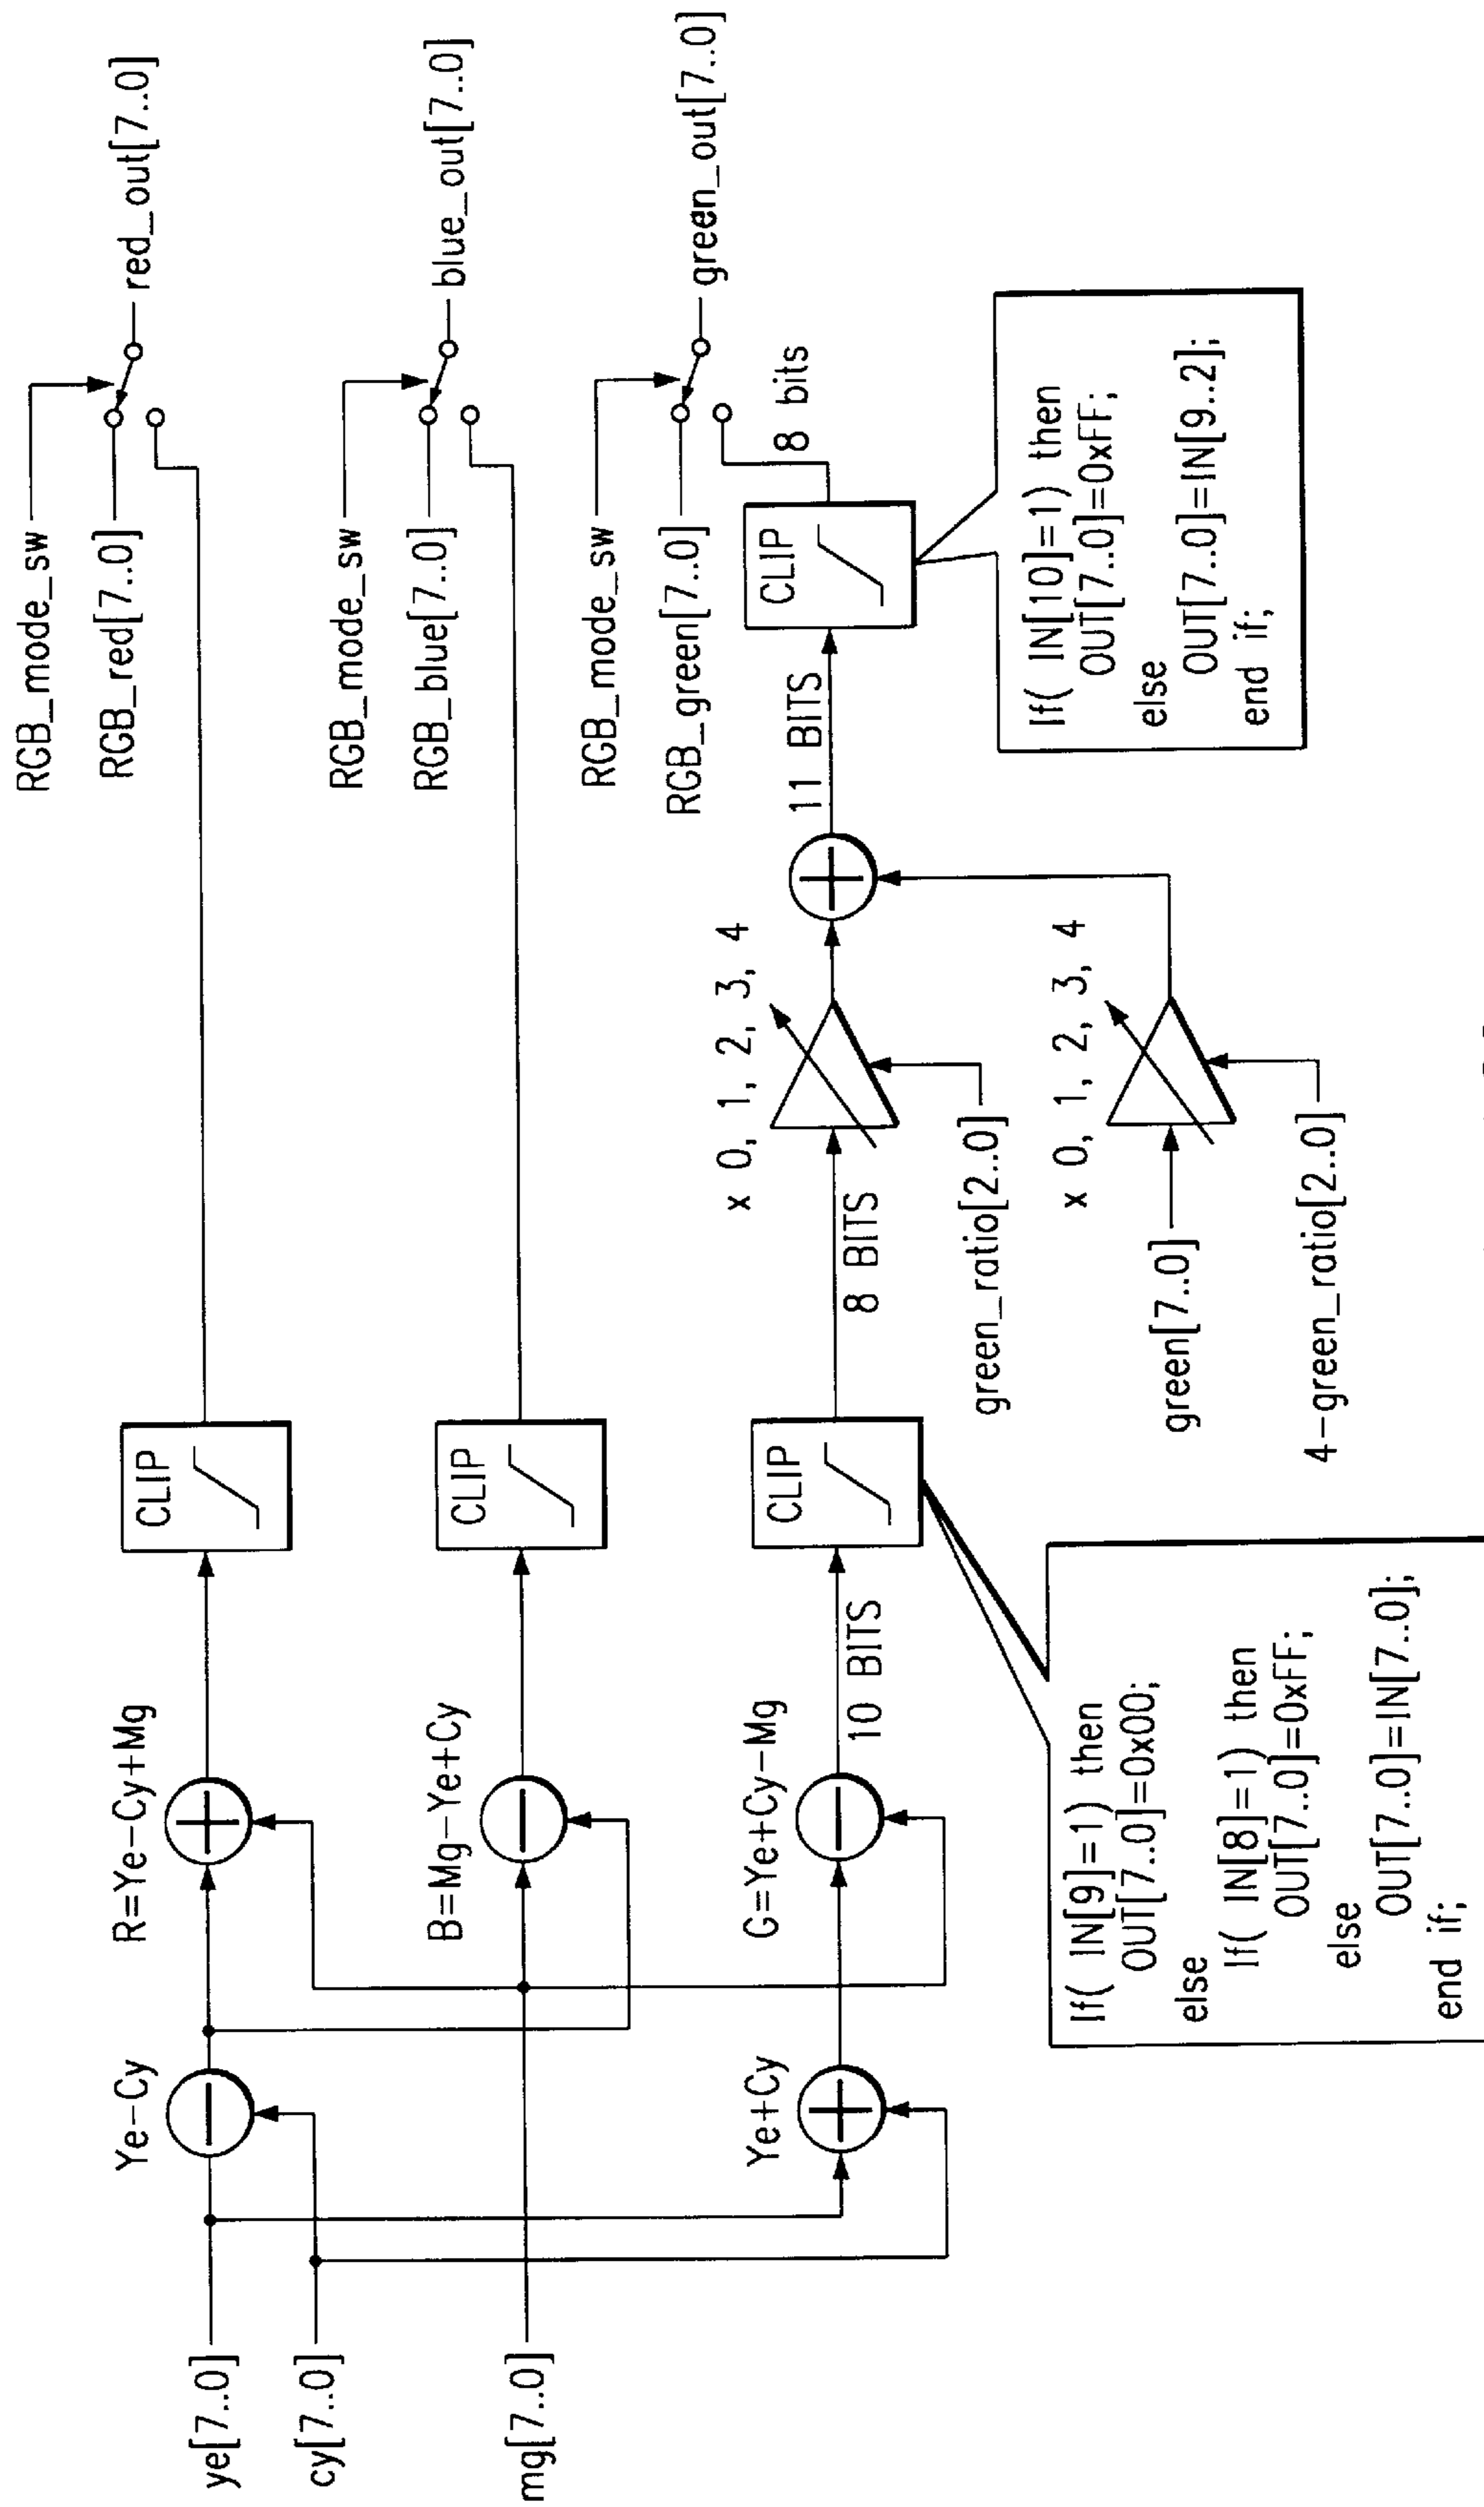 ye[7..0]
cy[7..0]
mg[7..0]
Ye-Cy
Ye+Cy
R=Ye-Cy+Mg
B=Mg-Ye+Cy
G=Ye+Cy-Mg
10 BITS
CLIP
CLIP
CLIP
If( IN[9]=1) then
OUT[7..0]=0x00;
else
If( IN[8]=1) then
OUT[7..0]=0xFF;
else
OUT[7..0]=IN[7..0];
end if;
8 BITS
x 0, 1, 2, 3, 4
green_ratio[2..0]
green[7..0]
x 0, 1, 2, 3, 4
4-green_ratio[2..0]
11 BITS
CLIP
If( IN[10]=1) then
OUT[7..0]=0xFF;
else
OUT[7..0]=IN[9..2];
end if;
8 bits
RGB_mode_sw
RGB_red[7..0]
red_out[7..0]
RGB_mode_sw
RGB_blue[7..0]
blue_out[7..0]
RGB_mode_sw
RGB_green[7..0]
green_out[7..0]